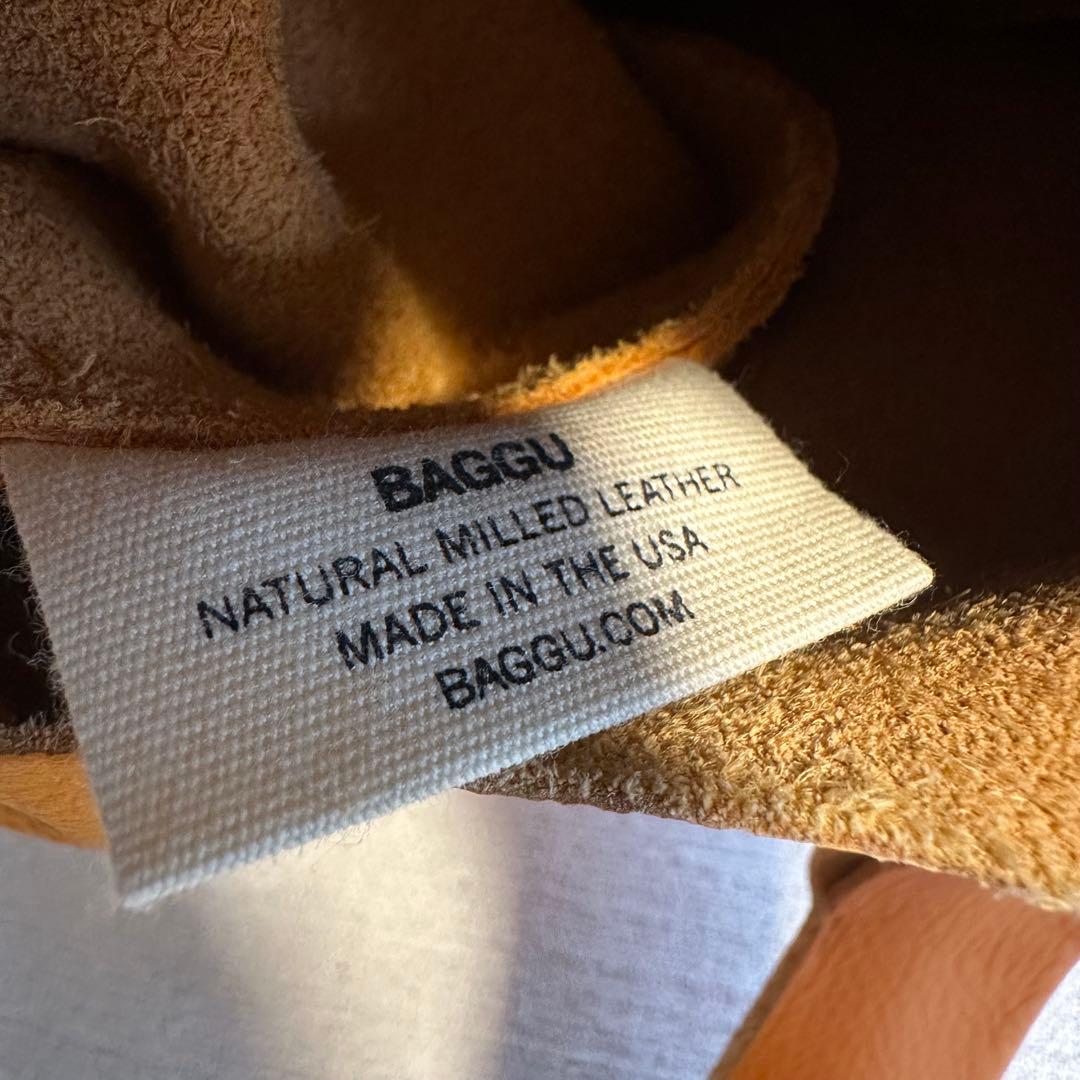 BAGGU
NATURAL MILLED LEATHER
MADE IN THE USA
BAGGU.COM